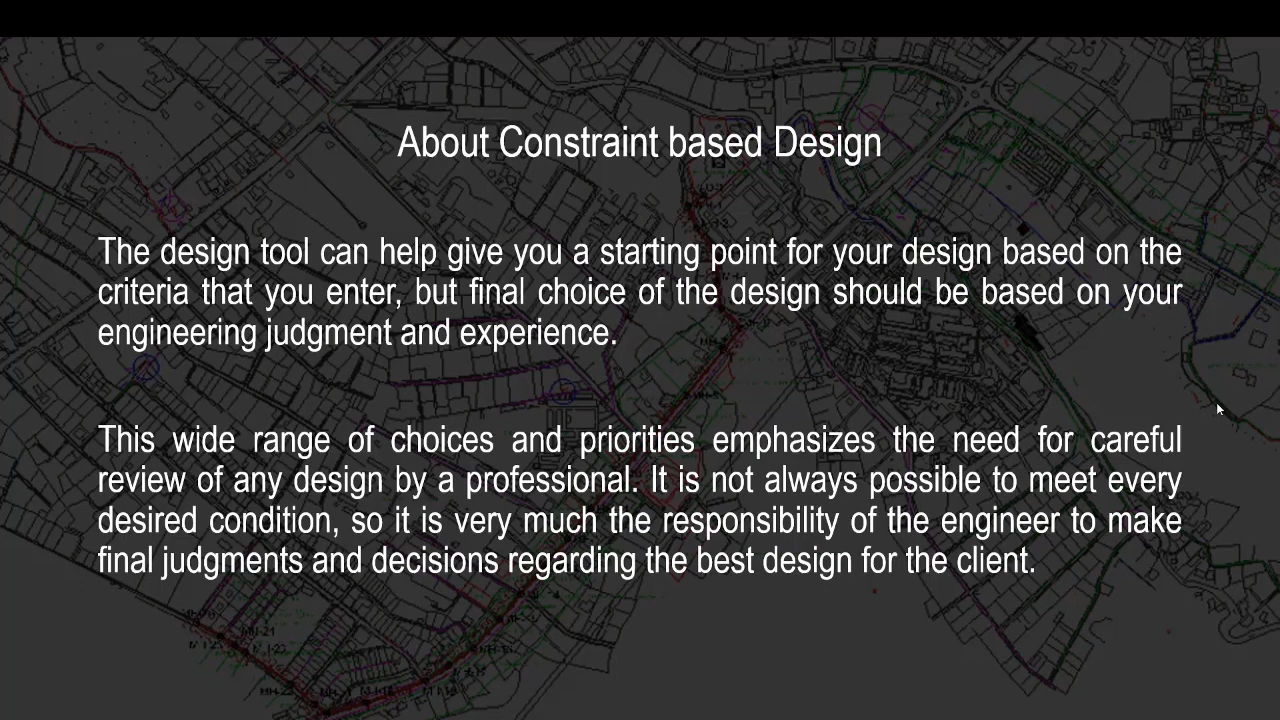 About Constraint based Design
The design tool can help give you a starting point for your design based on the
criteria that you enter, but final choice of the design should be based on your
engineering judgment and experience.
This wide range of choices and priorities emphasizes the need for careful
review of any design by a professional. It is not always possible to meet every
desired condition, so it is very much the responsibility of the engineer to make
final judgments and decisions regarding the best design for the client.
MH-21